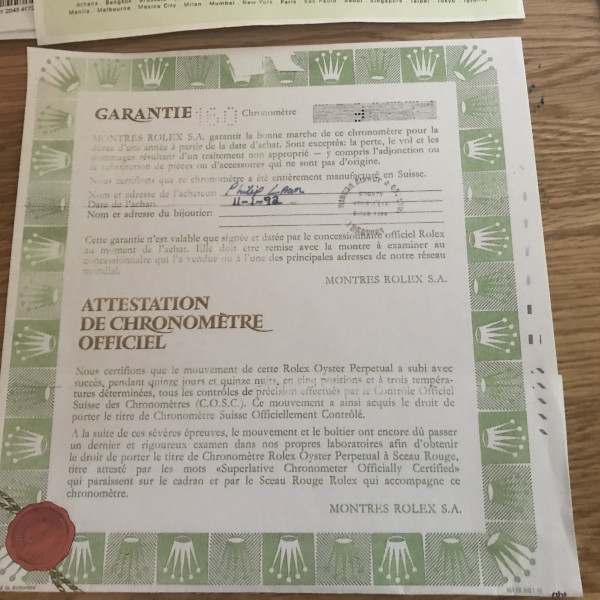 Manila . Melbourne . Mexico City . Milan . Mumbai . New York . Paris . São Paulo . Seoul . Singapore . Taipei . Tokyo . Toronto
GARANTIE 160 Chronomètre
MONTRES ROLEX S.A. garantit la bonne marche de ce chronomètre pour la
durée d'une année à partir de la date d'achat. Sont exceptés: la perte, le vol et les
dommages résultant d'un traitement non approprié – y compris l'adjonction ou
la substitution de pièces ou d'accessoires qui ne sont pas d'origine.
Nous certifions que ce chronomètre a été entièrement manufacturé en Suisse.
Nom et adresse de l'acheteur: Philip
Date de l'achat: 11-1-92
Nom et adresse du bijoutier:
Cette garantie n'est valable que signée et datée par le concessionnaire officiel Rolex
au moment de l'achat. Elle doit être remise avec la montre à examiner au
concessionnaire qui l'a vendue ou à l'une des principales adresses de notre réseau
mondial.
MONTRES ROLEX S.A.
ATTESTATION
DE CHRONOMÈTRE
OFFICIEL
Nous certifions que le mouvement de cette Rolex Oyster Perpetual a subi avec
succès, pendant quinze jours et quinze nuits, en cinq positions et à trois tempéra-
tures déterminées, tous les contrôles de précision effectués par le Contrôle Officiel
Suisse des Chronomètres (C.O.S.C.). Ce mouvement a ainsi acquis le droit de
porter le titre de Chronomètre Suisse Officiellement Contrôlé.
A la suite de ces sévères épreuves, le mouvement et le boîtier ont encore dû passer
un dernier et rigoureux examen dans nos propres laboratoires afin d'obtenir
le droit de porter le titre de Chronomètre Rolex Oyster Perpetual à Sceau Rouge,
titre attesté par les mots «Superlative Chronometer Officially Certified»
qui paraissent sur le cadran et par le Sceau Rouge Rolex qui accompagne ce
chronomètre.
MONTRES ROLEX S.A.